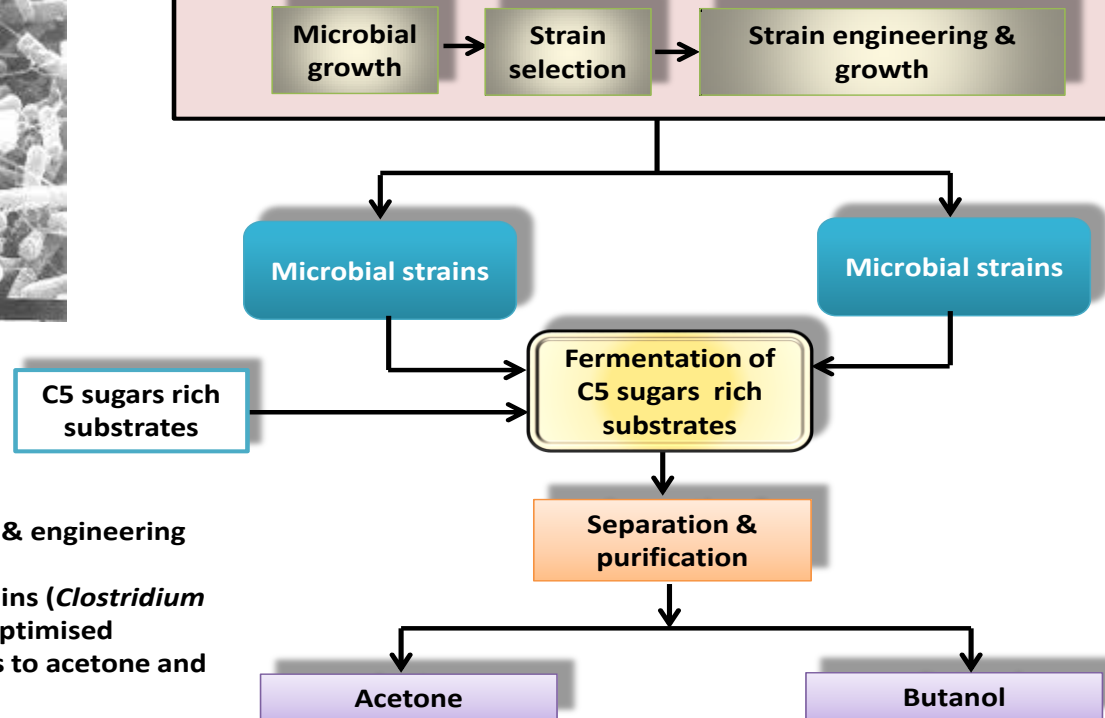 Microbial
growth
Strain
selection
Strain engineering &
growth
Microbial strains
Microbial strains
C5 sugars rich
substrates
Fermentation of
C5 sugars rich
substrates
Separation &
purification
& engineering
ins (Clostridium
ptimised
s to acetone and
Acetone
Butanol